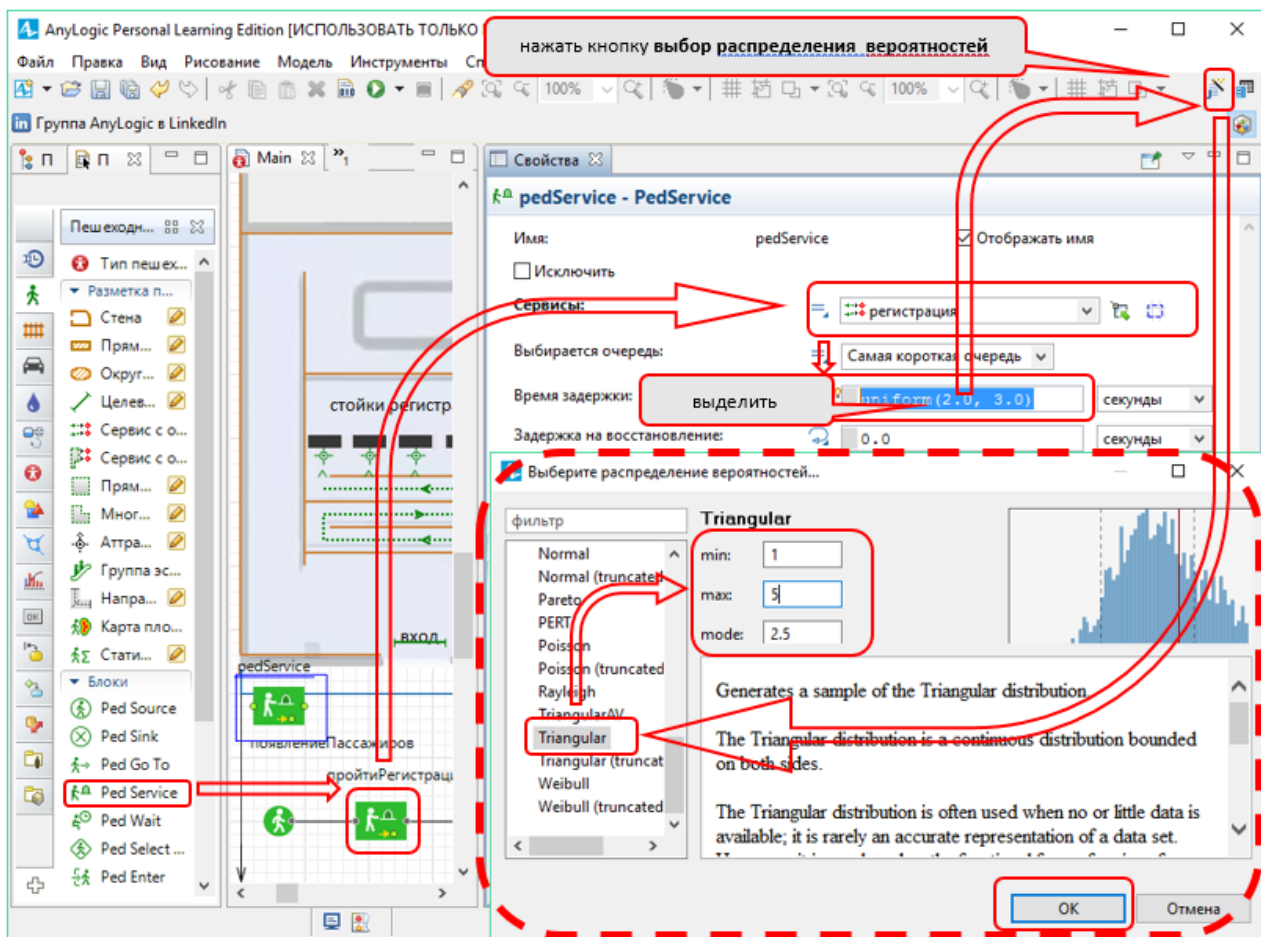 AnyLogic Personal Learning Edition [ИСПОЛЬЗОВАТЬ ТОЛЬКО
нажать кнопку выбор распределения вероятностей
Файл Правка Вид Рисование Модель Инструменты
100% 100%
Группа AnyLogic в LinkedIn
П П Main 1 Свойства
pedService - PedService
Пешеходн...
Имя: pedService Отображать имя
Исключить
Тип пешех...
Разметка п...
Сервисы: регистрация
Стена
Прям...
Выбирается очередь: Самая короткая очередь
Округ...
Время задержки: выделить uniform(2.0, 3.0) секунды
Целев...
стойки регистр
Сервис с о...
Задержка на восстановление: 0.0 секунды
Сервис с о...
Прям...
Мног...
Аттра...
Группа эс...
Напра...
Карта пло...
Стати...
Блоки
Ped Source
Ped Sink
Ped Go To
Ped Service
Ped Wait
Ped Select ...
Ped Enter
OK
вход
pedService
появлениеПассажиров
пройтиРегистраци
Выберите распределение вероятностей...
фильтр
Normal
Normal (truncated
Pareto
PERT
Poisson
Poisson (truncated
Rayleigh
TriangularAV
Triangular
Triangular (truncat
Weibull
Weibull (truncated
Triangular
min: 1
max: 5
mode: 2.5
Generates a sample of the Triangular distribution.
The Triangular distribution is a continuous distribution bounded
on both sides.
The Triangular distribution is often used when no or little data is
available; it is rarely an accurate representation of a data set.
OK Отмена